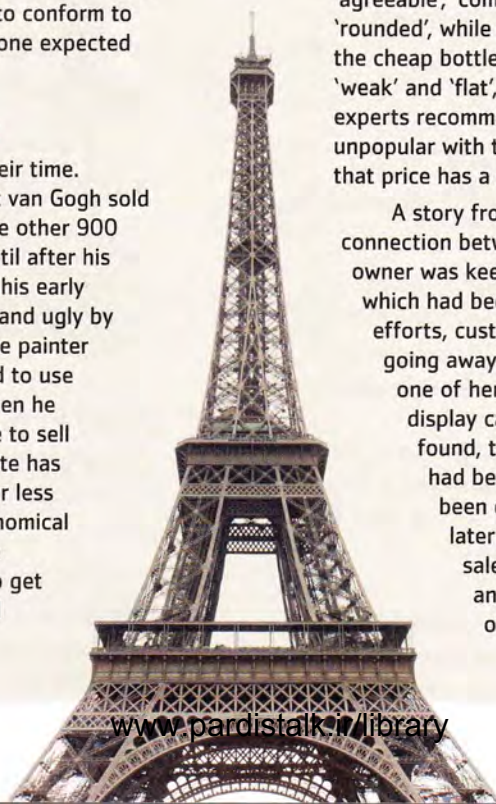 to conform to
one expected
eir time.
t van Gogh sold
e other 900
til after his
his early
and ugly by
e painter
d to use
en he
e to sell
te has
r less
nomical
o get
'rounded', while
the cheap bottle
'weak' and 'flat',
experts recomm
unpopular with t
that price has a
A story fro
connection betw
owner was kee
which had bee
efforts, cust
going away
one of her
display ca
found, t
had be
been
later
sale
an
o
www.pardistalk.ir/library